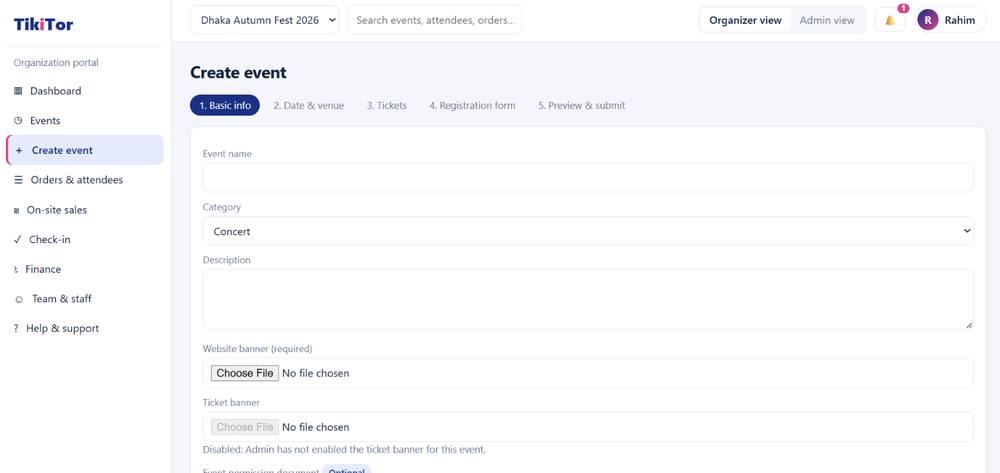 TikiTor
Dhaka Autumn Fest 2026
Search events, attendees, orders...
Organizer view
Admin view
1
R
Rahim
Organization portal
Dashboard
Events
+ Create event
Orders & attendees
On-site sales
✓ Check-in
৳ Finance
Team & staff
? Help & support
Create event
1. Basic info
2. Date & venue
3. Tickets
4. Registration form
5. Preview & submit
Event name
Category
Concert
Description
Website banner (required)
Choose File No file chosen
Ticket banner
Choose File No file chosen
Disabled: Admin has not enabled the ticket banner for this event.
Event permission document Optional